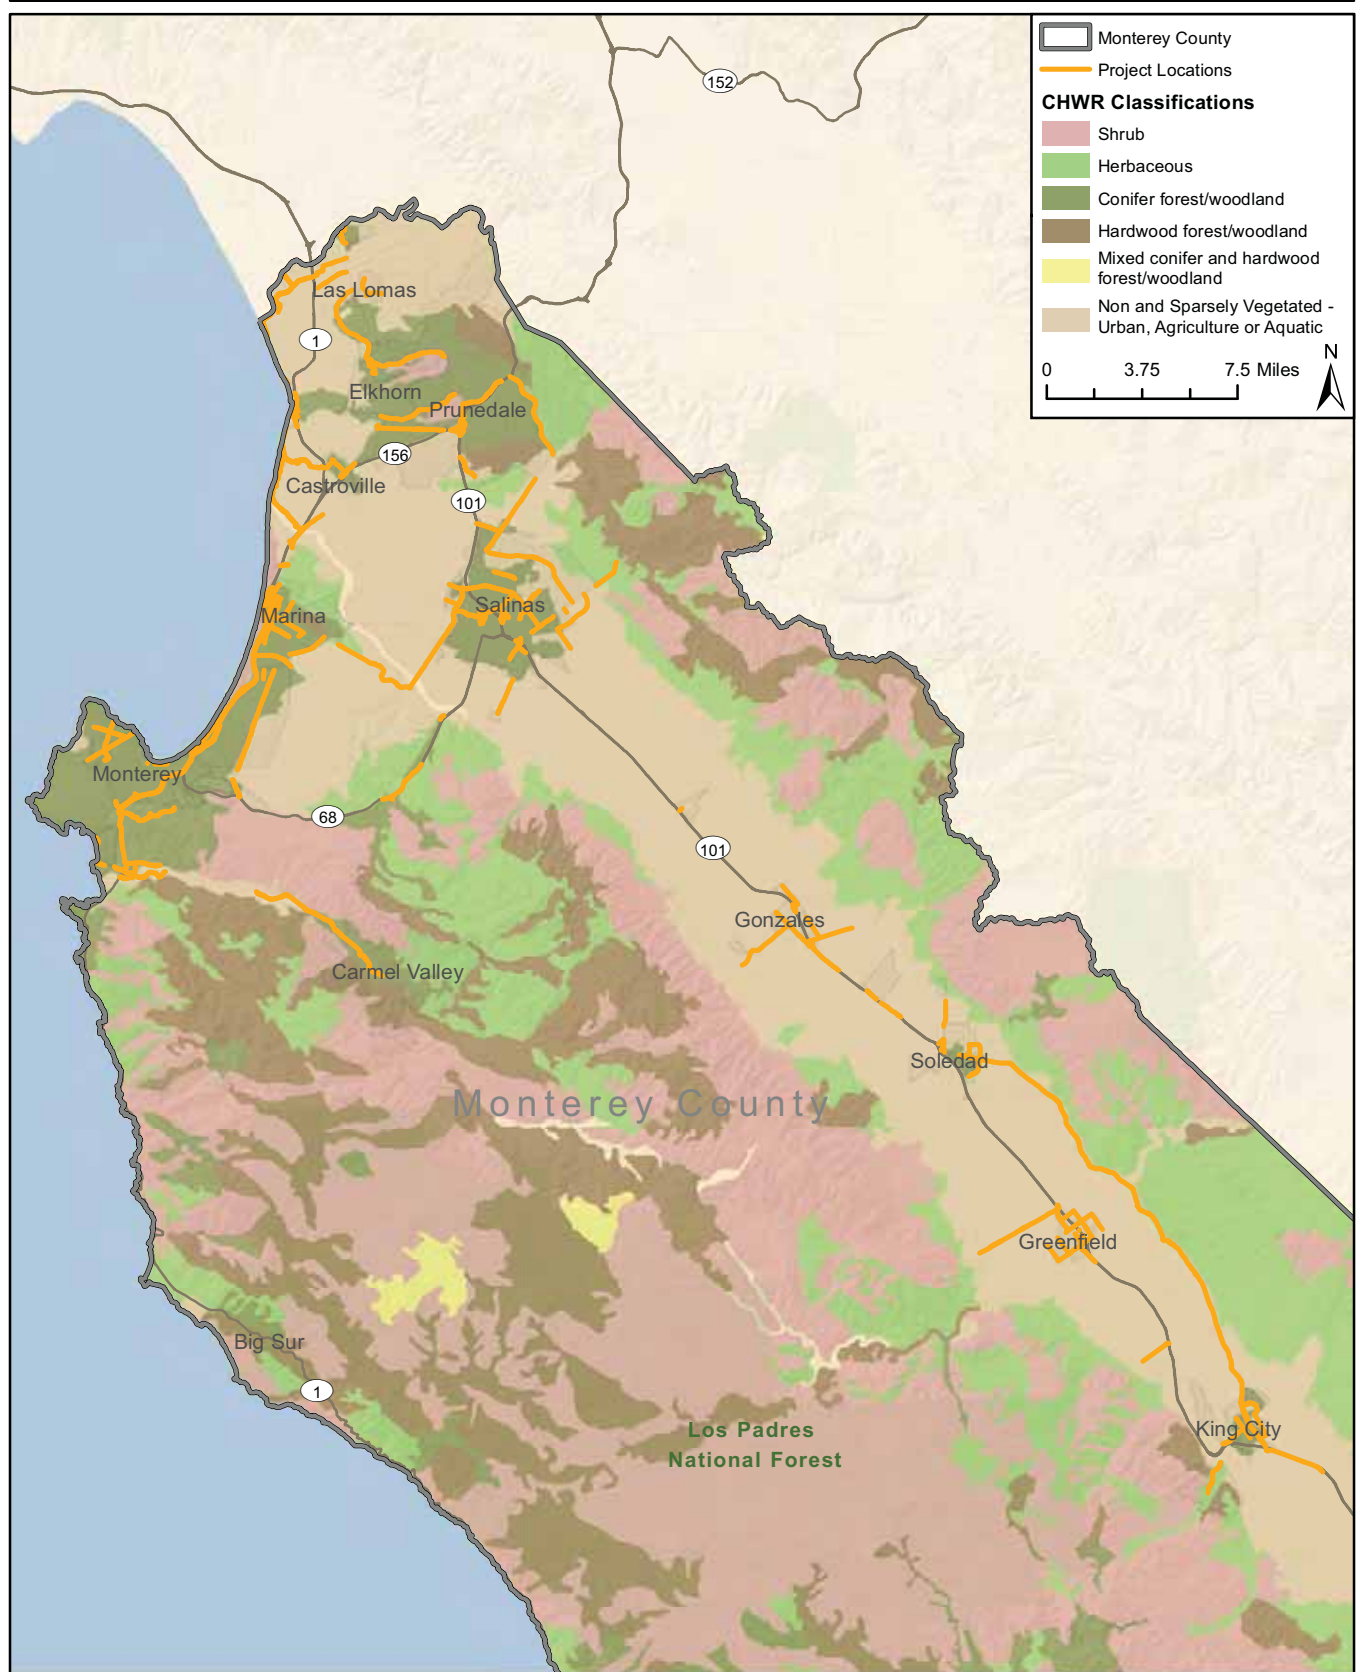 Monterey County
Project Locations
CHWR Classifications
Shrub
Herbaceous
Conifer forest/woodland
Hardwood forest/woodland
Mixed conifer and hardwood
forest/woodland
Non and Sparsely Vegetated -
Urban, Agriculture or Aquatic
N
0 3.75 7.5 Miles
152
Las Lomas
1
Elkhorn
Prunedale
156
Castroville
101
Salinas
Marina
Monterey
68
101
Gonzales
Carmel Valley
Soledad
Monterey County
Greenfield
Big Sur
1
Los Padres
National Forest
King City